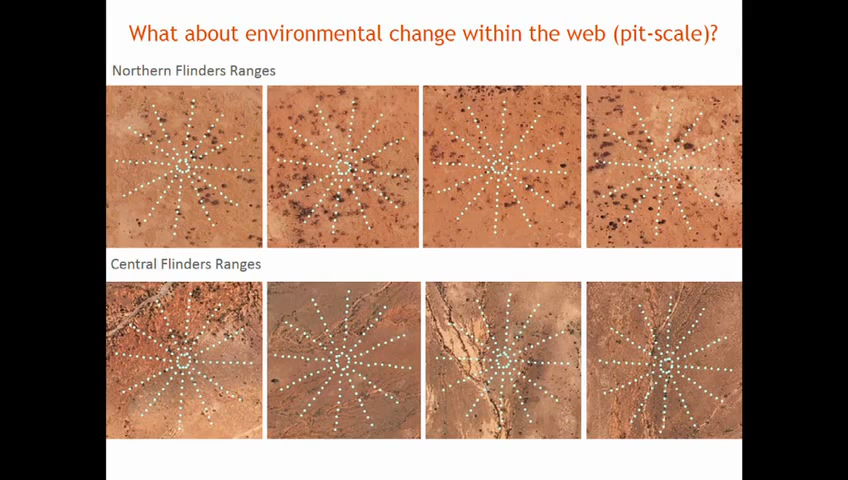 What about environmental change within the web (pit-scale)?
Northern Flinders Ranges
Central Flinders Ranges